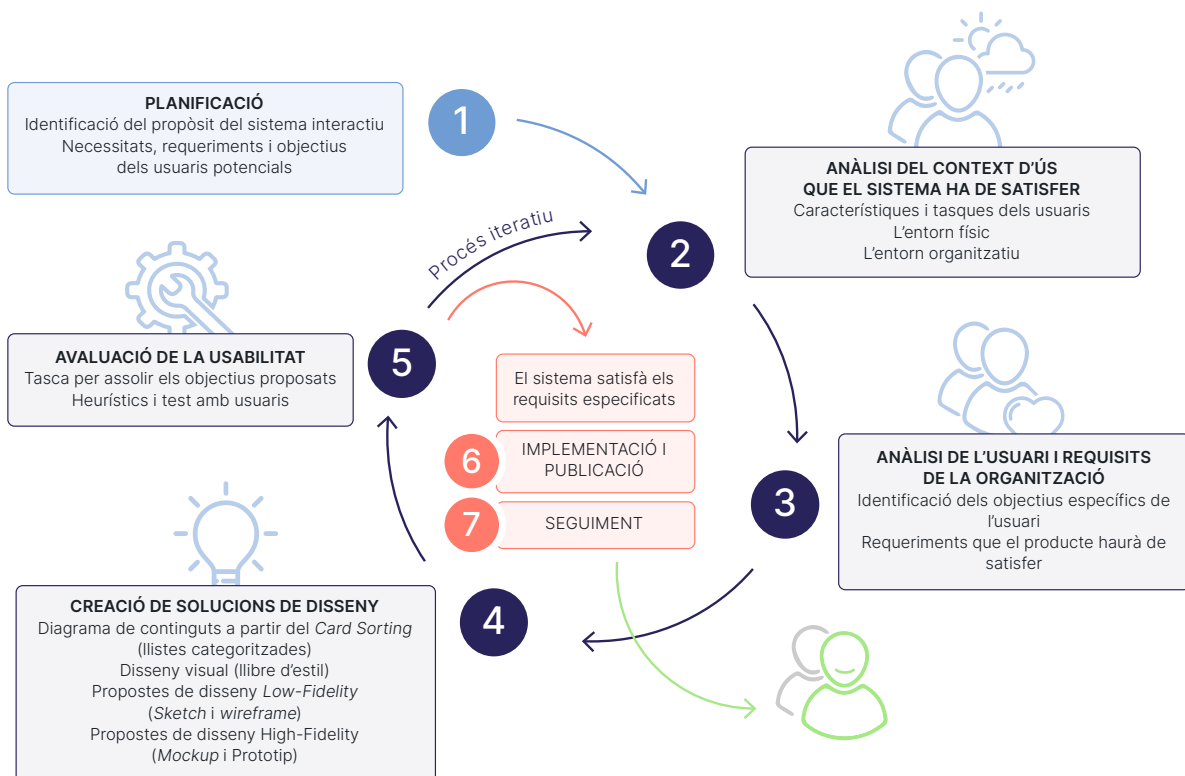 1
PLANIFICACIÓ
Identificació del propòsit del sistema interactiu
Necessitats, requeriments i objectius
dels usuaris potencials
2
ANÀLISI DEL CONTEXT D’ÚS
QUE EL SISTEMA HA DE SATISFER
Característiques i tasques dels usuaris
L’entorn físic
L’entorn organitzatiu
3
ANÀLISI DE L’USUARI I REQUISITS
DE LA ORGANITZACIÓ
Identificació dels objectius específics de
l’usuari
Requeriments que el producte haurà de
satisfer
4
CREACIÓ DE SOLUCIONS DE DISSENY
Diagrama de continguts a partir del Card Sorting
(llistes categoritzades)
Disseny visual (llibre d’estil)
Propostes de disseny Low-Fidelity
(Sketch i wireframe)
Propostes de disseny High-Fidelity
(Mockup i Prototip)
5
AVALUACIÓ DE LA USABILITAT
Tasca per assolir els objectius proposats
Heurístics i test amb usuaris
Procés iteratiu
El sistema satisfà els
requisits especificats
6
IMPLEMENTACIÓ I
PUBLICACIÓ
7
SEGUIMENT